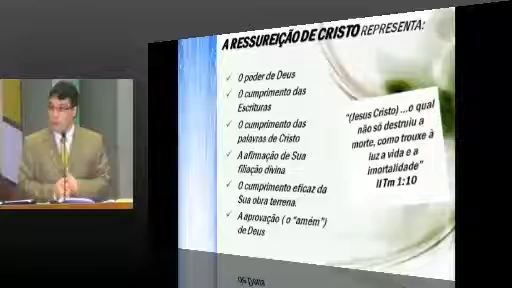 A RESSUREIÇÃO DE CRISTO REPRESENTA:
✓ O poder de Deus
✓ O cumprimento das
Escrituras
✓ O cumprimento das
palavras de Cristo
✓ A afirmação de Sua
filiação divina
✓ O cumprimento eficaz da
Sua obra terrena.
✓ A aprovação ( o “amém”)
de Deus
“(Jesus Cristo) ...o qual
não só destruiu a
morte, como trouxe à
luz a vida e a
imortalidade”
II Tm 1:10